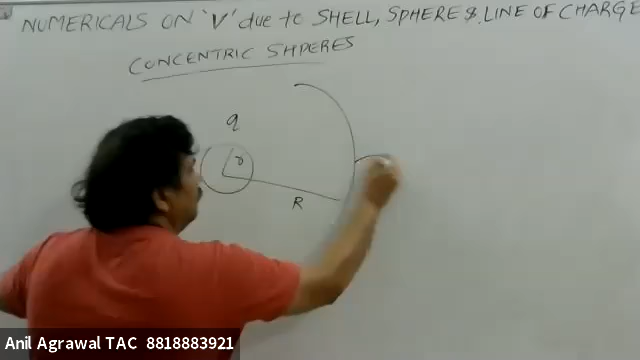 NUMERICALS ON 'V' due to SHELL, SPHERE & LINE OF CHARGE
CONCENTRIC SHPERES
q
r
R
Anil Agrawal TAC 8818883921